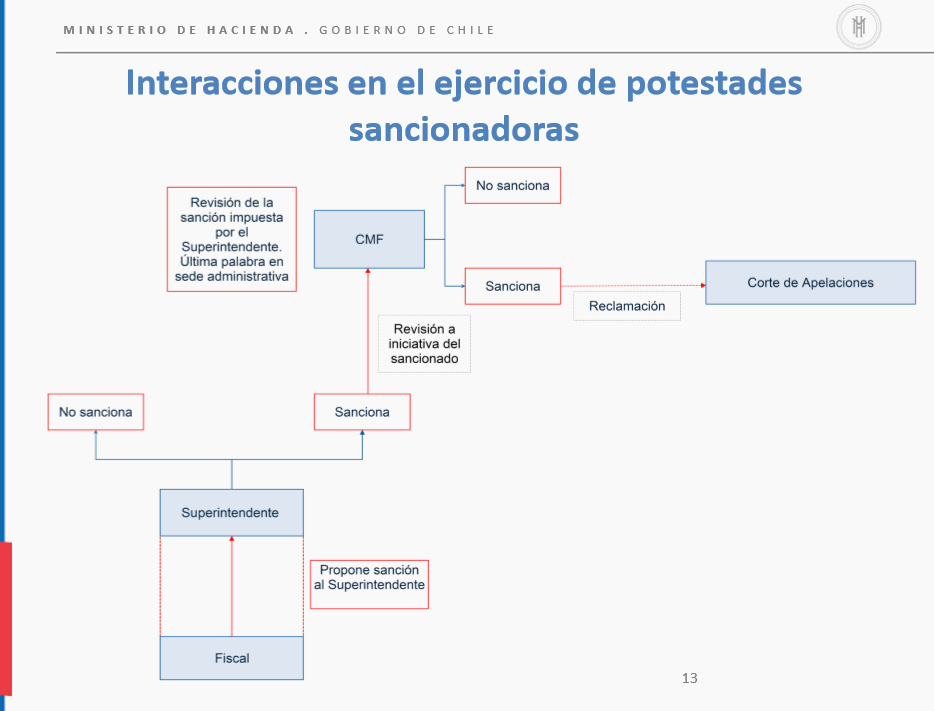 MINISTERIO DE HACIENDA . GOBIERNO DE CHILE
Interacciones en el ejercicio de potestades
sancionadoras
No sanciona
Revisión de la
sanción impuesta
por el
Superintendente.
Última palabra en
sede administrativa
CMF
Sanciona
Corte de Apelaciones
Reclamación
Revisión a
iniciativa del
sancionado
No sanciona
Sanciona
Superintendente
Propone sanción
al Superintendente
Fiscal
13